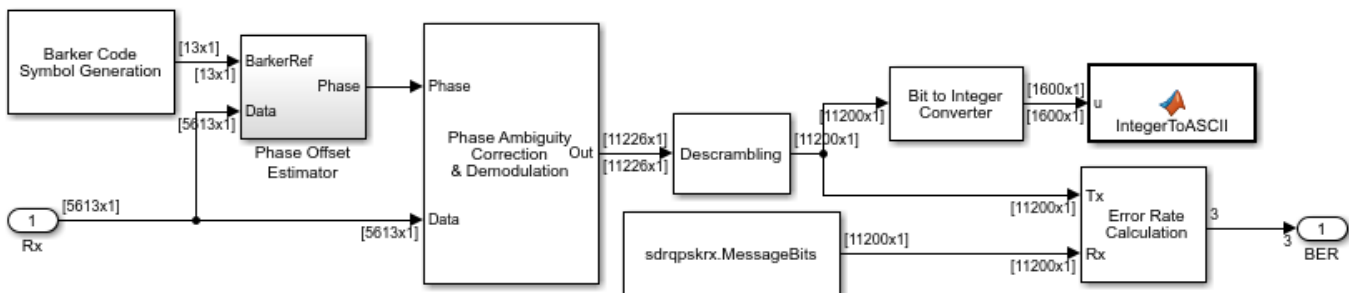 Barker Code
Symbol Generation
[13x1]
[13x1]
BarkerRef
Phase
Data
[5613x1]
Phase Offset
Estimator
1
Rx
[5613x1]
Phase
Phase Ambiguity
Correction
& Demodulation
Out
Data
[5613x1]
[11226x1]
[11226x1]
Descrambling
[11200x1]
[11200x1]
Bit to Integer
Converter
[1600x1]
[1600x1]
u
IntegerToASCII
sdrqpskrx.MessageBits
[11200x1]
[11200x1]
[11200x1]
Tx
Error Rate
Calculation
Rx
3
3
1
BER